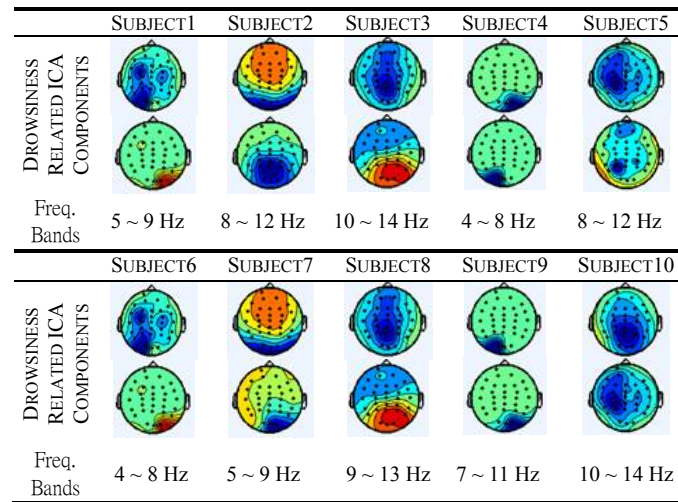 SUBJECT1 SUBJECT2 SUBJECT3 SUBJECT4 SUBJECT5
DROWSINESS
RELATED ICA
COMPONENTS
Freq.
Bands
5 ~ 9 Hz 8 ~ 12 Hz 10 ~ 14 Hz 4 ~ 8 Hz 8 ~ 12 Hz
SUBJECT6 SUBJECT7 SUBJECT8 SUBJECT9 SUBJECT10
DROWSINESS
RELATED ICA
COMPONENTS
Freq.
Bands
4 ~ 8 Hz 5 ~ 9 Hz 9 ~ 13 Hz 7 ~ 11 Hz 10 ~ 14 Hz